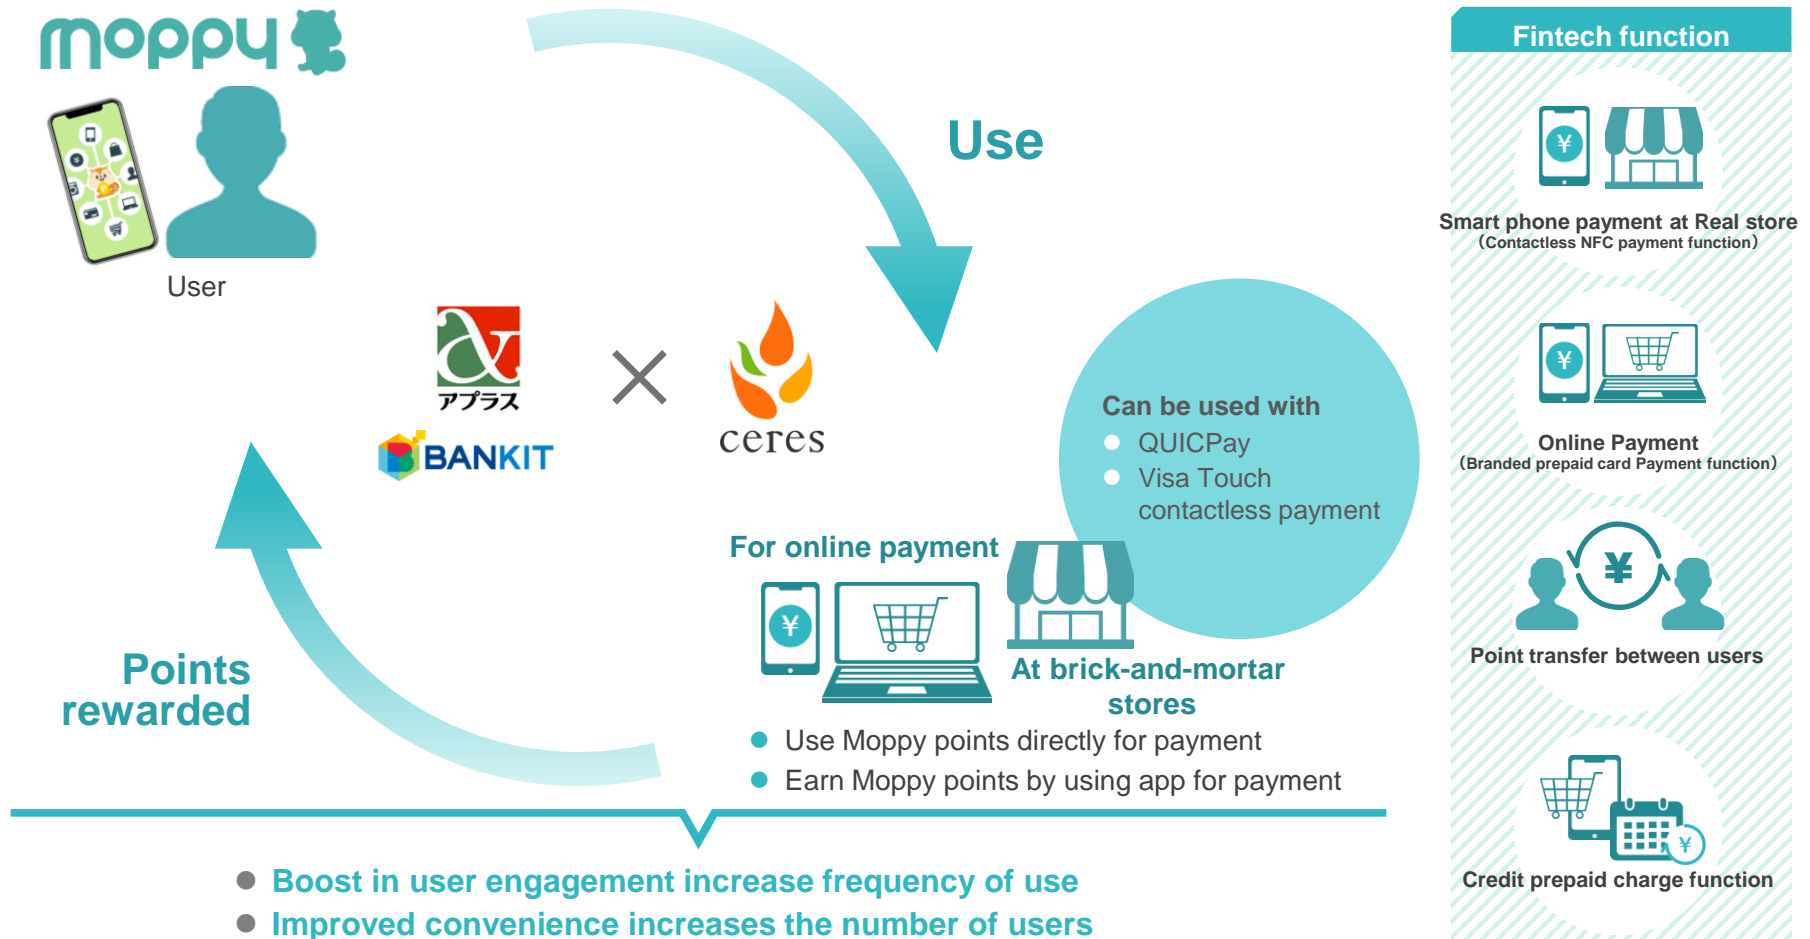 moppy
User
Use
アプラス
BANKIT
ceres
Can be used with
QUICPay
Visa Touch
contactless payment
For online payment
¥
At brick-and-mortar
stores
Use Moppy points directly for payment
Earn Moppy points by using app for payment
Points
rewarded
Boost in user engagement increase frequency of use
Improved convenience increases the number of users
Fintech function
¥
Smart phone payment at Real store
（Contactless NFC payment function）
¥
Online Payment
（Branded prepaid card Payment function）
¥
Point transfer between users
¥
Credit prepaid charge function